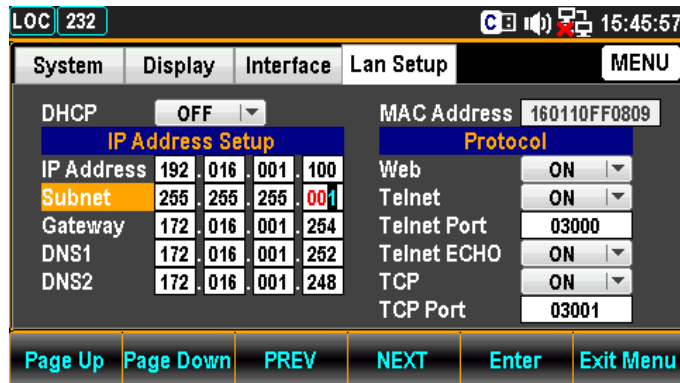 LOC 232 C 15:45:57
System Display Interface Lan Setup MENU
DHCP OFF MAC Address 160110FF0809
IP Address Setup Protocol
IP Address 192 . 016 . 001 . 100 Web ON
Subnet 255 . 255 . 255 . 001 Telnet ON
Gateway 172 . 016 . 001 . 254 Telnet Port 03000
DNS1 172 . 016 . 001 . 252 Telnet ECHO ON
DNS2 172 . 016 . 001 . 248 TCP ON
TCP Port 03001
Page Up Page Down PREV NEXT Enter Exit Menu